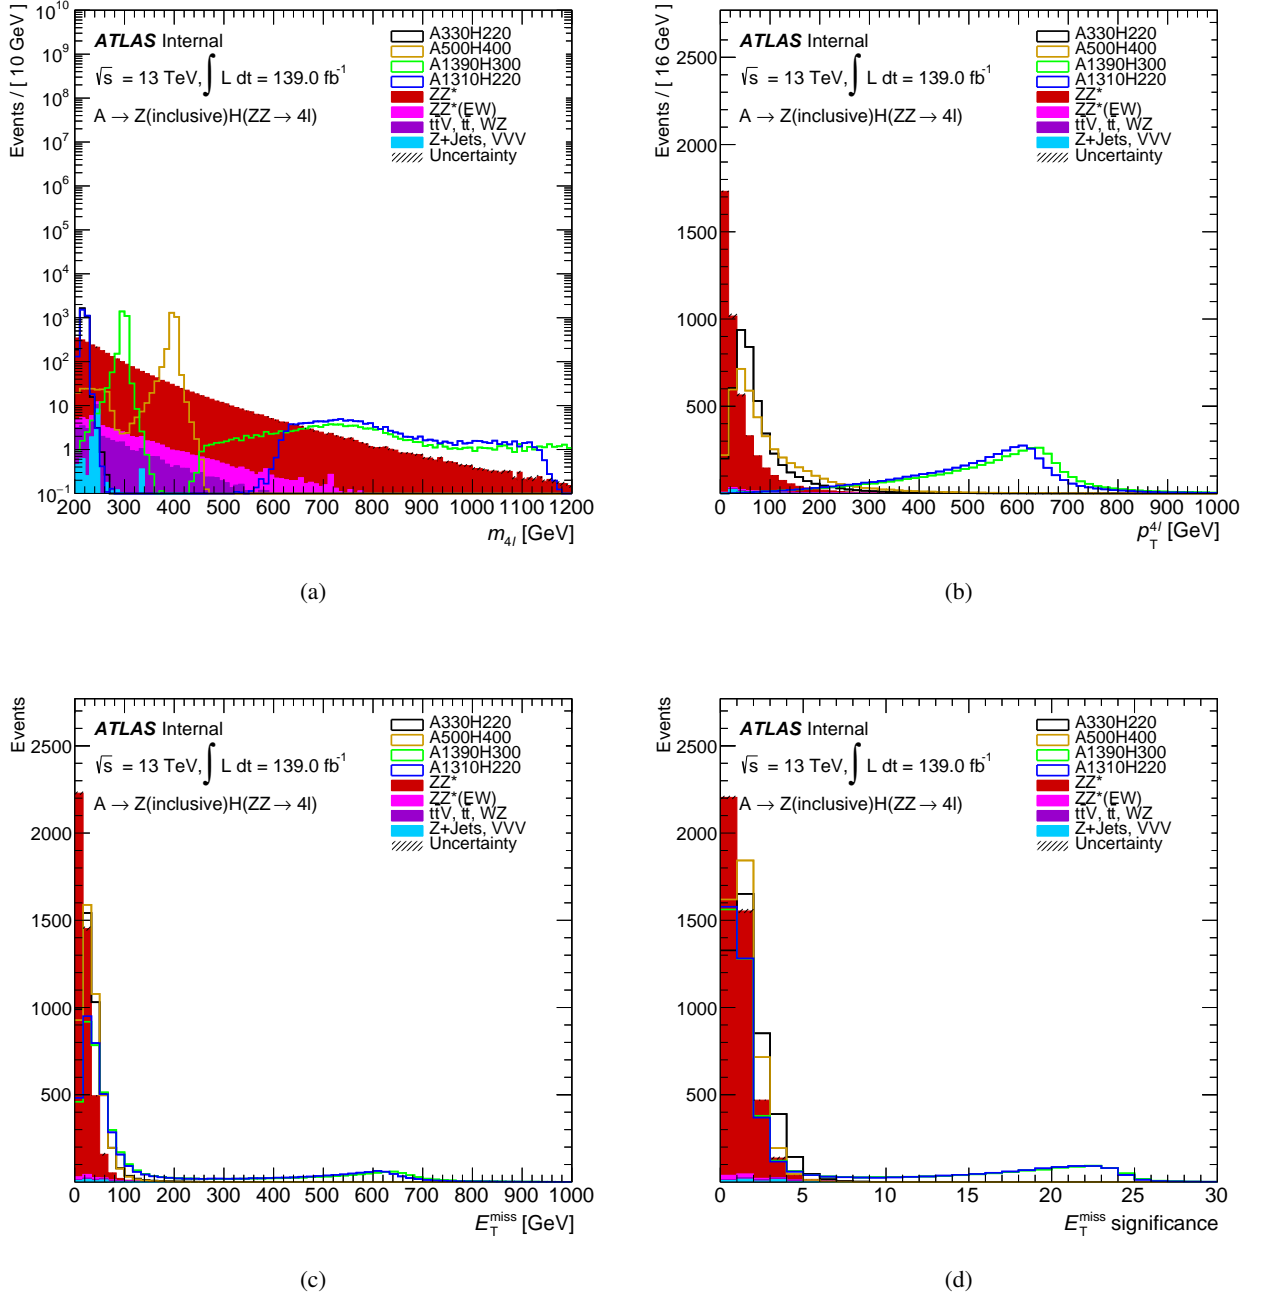 Events / [ 10 GeV ]
10^10
10^9
10^8
10^7
10^6
10^5
10^4
10^3
10^2
10
1
10^−1
ATLAS Internal
√s = 13 TeV, ∫ L dt = 139.0 fb^-1
A → Z(inclusive)H(ZZ → 4l)
A330H220
A500H400
A1390H300
A1310H220
ZZ*
ZZ*(EW)
tt̄V, tt̄, WZ
Z+Jets, VVV
Uncertainty
200 300 400 500 600 700 800 900 1000 1100 1200
m_4l [GeV]
(a)
Events / [ 16 GeV ]
2500
2000
1500
1000
500
ATLAS Internal
√s = 13 TeV, ∫ L dt = 139.0 fb^-1
A → Z(inclusive)H(ZZ → 4l)
A330H220
A500H400
A1390H300
A1310H220
ZZ*
ZZ*(EW)
tt̄V, tt̄, WZ
Z+Jets, VVV
Uncertainty
0 100 200 300 400 500 600 700 800 900 1000
p_T^4l [GeV]
(b)
Events
2500
2000
1500
1000
500
ATLAS Internal
√s = 13 TeV, ∫ L dt = 139.0 fb^-1
A → Z(inclusive)H(ZZ → 4l)
A330H220
A500H400
A1390H300
A1310H220
ZZ*
ZZ*(EW)
tt̄V, tt̄, WZ
Z+Jets, VVV
Uncertainty
0 100 200 300 400 500 600 700 800 900 1000
E_T^miss [GeV]
(c)
Events
2500
2000
1500
1000
500
ATLAS Internal
√s = 13 TeV, ∫ L dt = 139.0 fb^-1
A → Z(inclusive)H(ZZ → 4l)
A330H220
A500H400
A1390H300
A1310H220
ZZ*
ZZ*(EW)
tt̄V, tt̄, WZ
Z+Jets, VVV
Uncertainty
0 5 10 15 20 25 30
E_T^miss significance
(d)